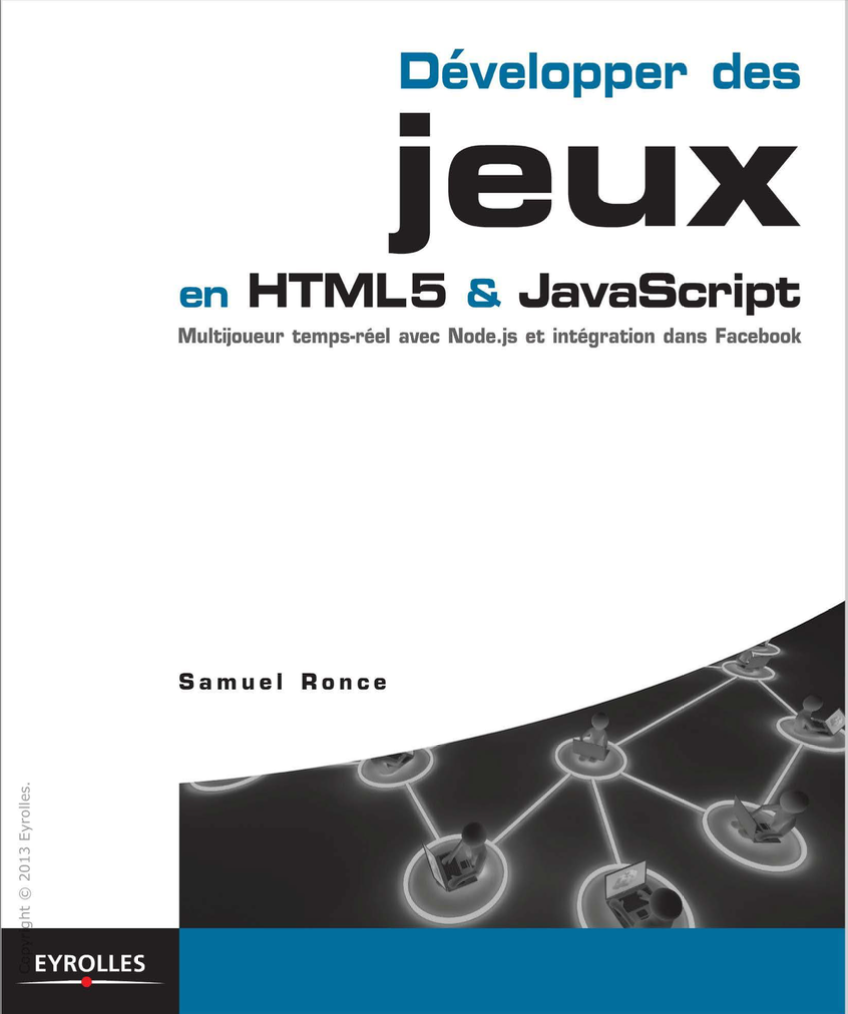 Développer des
jeux
en HTML5 & JavaScript
Multijoueur temps-réel avec Node.js et intégration dans Facebook
Samuel Ronce
Copyright © 2013 Eyrolles.
EYROLLES